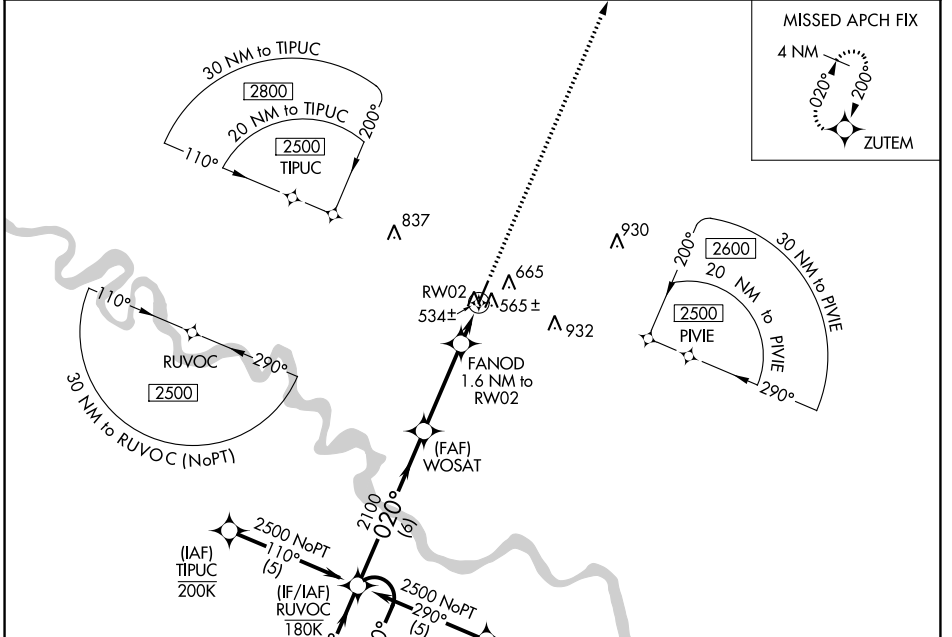 MISSED APCH FIX
4 NM
020°
200°
ZUTEM
30 NM to TIPUC
2800
20 NM to TIPUC
2500
TIPUC
110°
200°
837
930
665
RW02
534±
565±
932
FANOD
1.6 NM to
RW02
200°
2600
30 NM to PIVIE
20 NM to PIVIE
2500
PIVIE
290°
110°
RUVOC
290°
2500
30 NM to RUVOC (NoPT)
(FAF)
WOSAT
2100
020°
(6)
2500 NoPT
110°
(5)
(IAF)
TIPUC
200K
(IF/IAF)
RUVOC
180K
2500 NoPT
290°
(5)